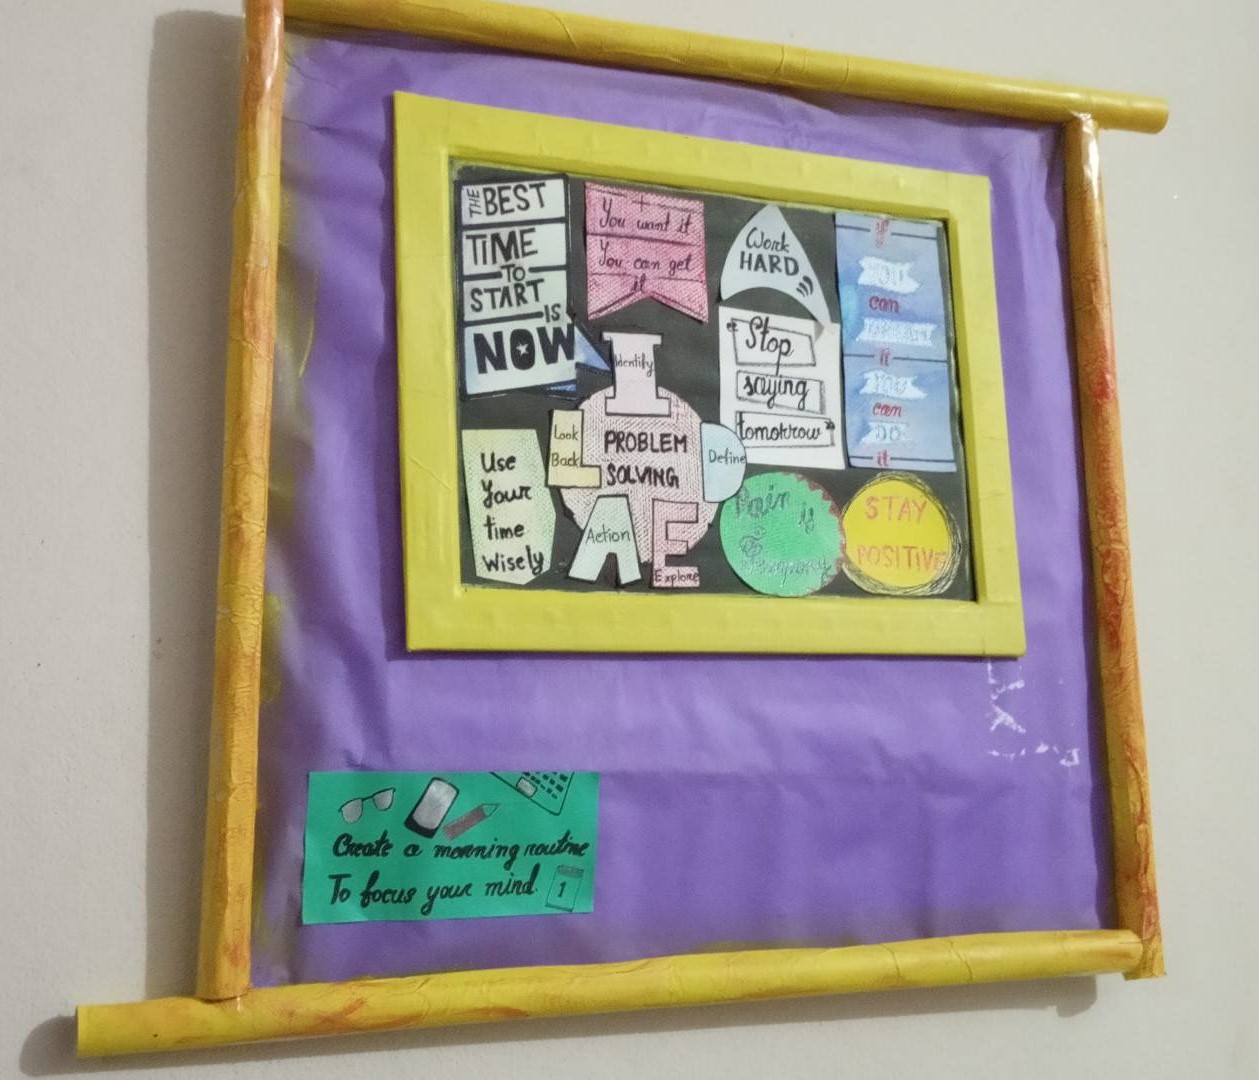 THE BEST
TIME
TO
START
IS
NOW
You want it
You can get
it
Work
HARD
"Stop
saying
tomorrow"
if
YOU
can
DREAM
it
YOU
can
DO
it
Identify
Look
Back
PROBLEM
SOLVING
Define
Action
Explore
Use
Your
time
Wisely
Pain is
STAY
POSITIVE
Create a morning routine
To focus your mind.
1